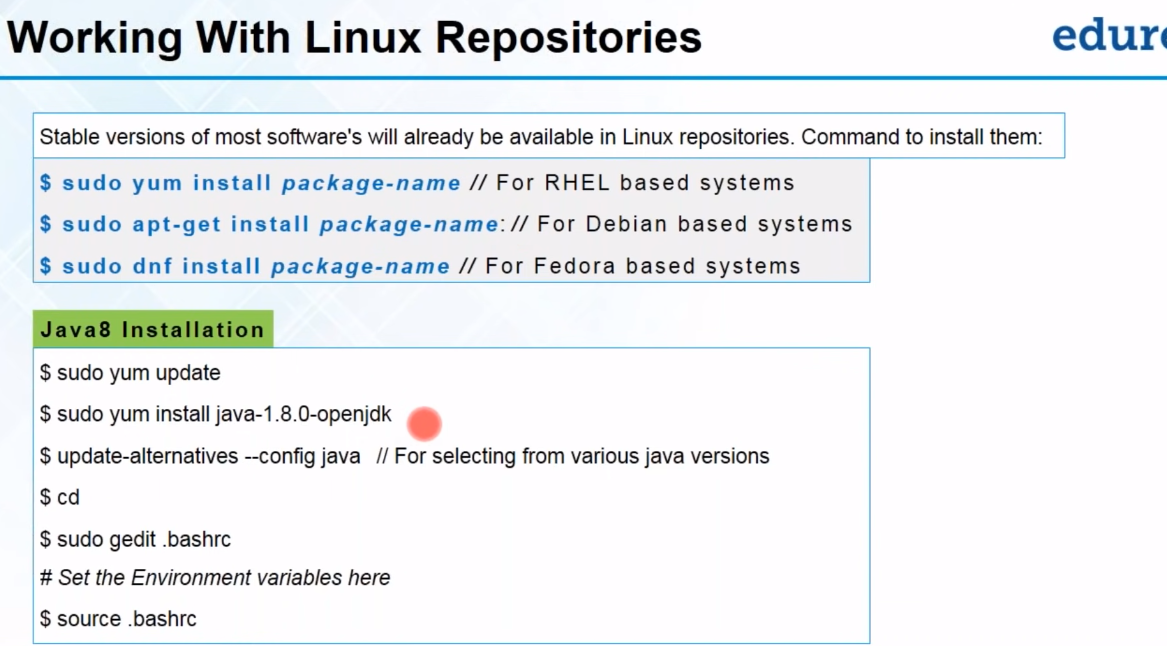 Working With Linux Repositories
Stable versions of most software's will already be available in Linux repositories. Command to install them:
$ sudo yum install package-name // For RHEL based systems
$ sudo apt-get install package-name: // For Debian based systems
$ sudo dnf install package-name // For Fedora based systems
Java8 Installation
$ sudo yum update
$ sudo yum install java-1.8.0-openjdk
$ update-alternatives --config java // For selecting from various java versions
$ cd
$ sudo gedit .bashrc
# Set the Environment variables here
$ source .bashrc